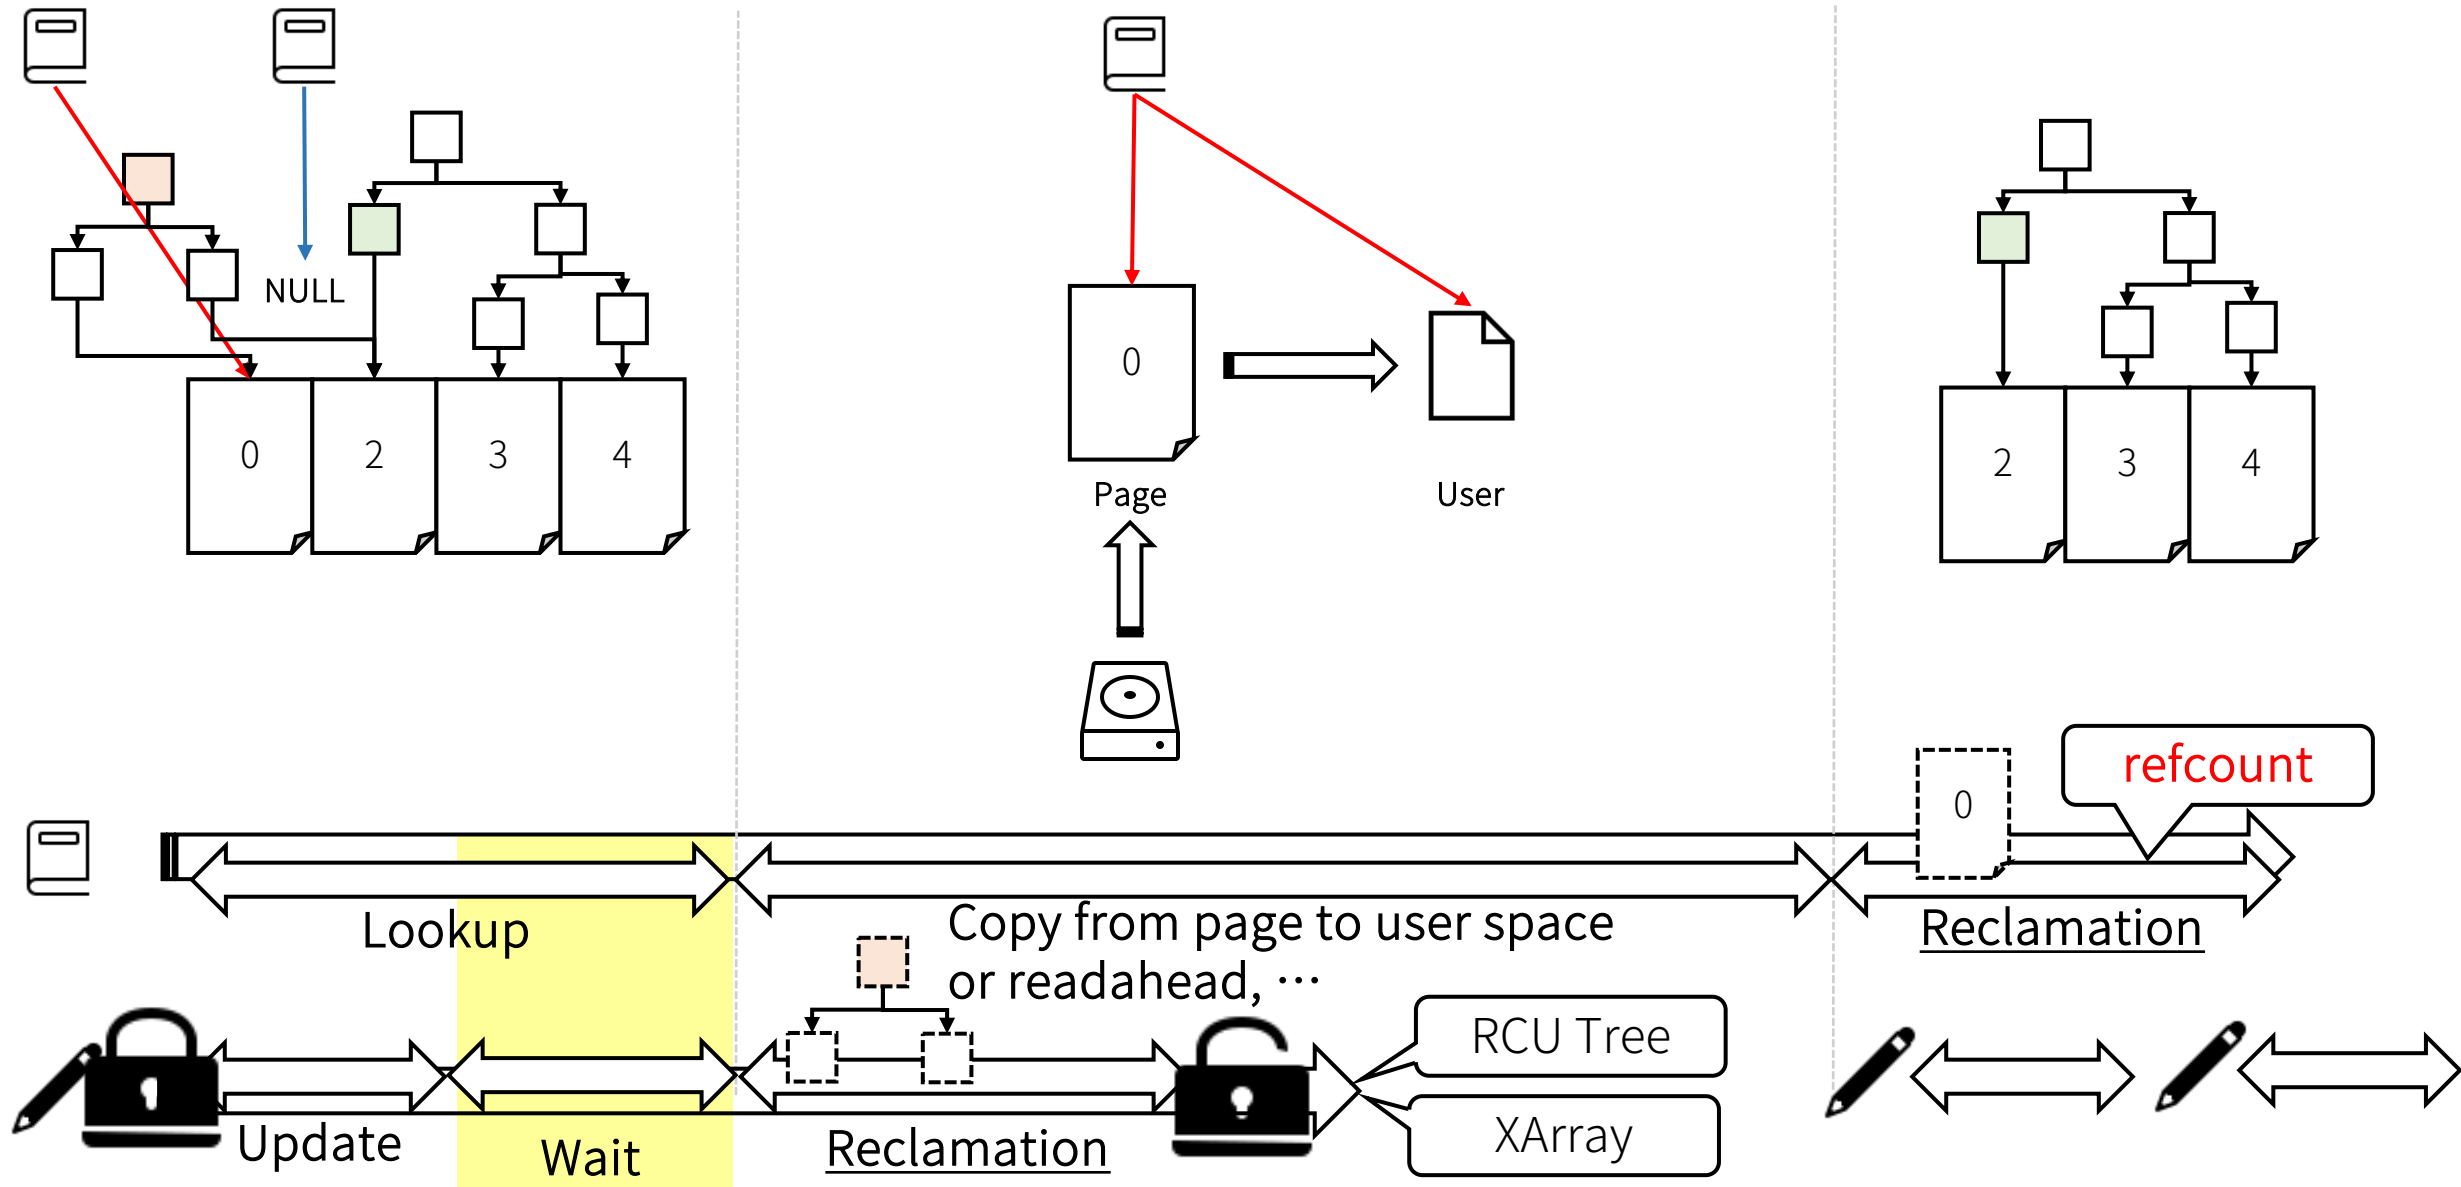 NULL
0
2
3
4
0
Page
User
2
3
4
refcount
0
Lookup
Copy from page to user space
or readahead, ⋯
Reclamation
RCU Tree
XArray
Update
Wait
Reclamation